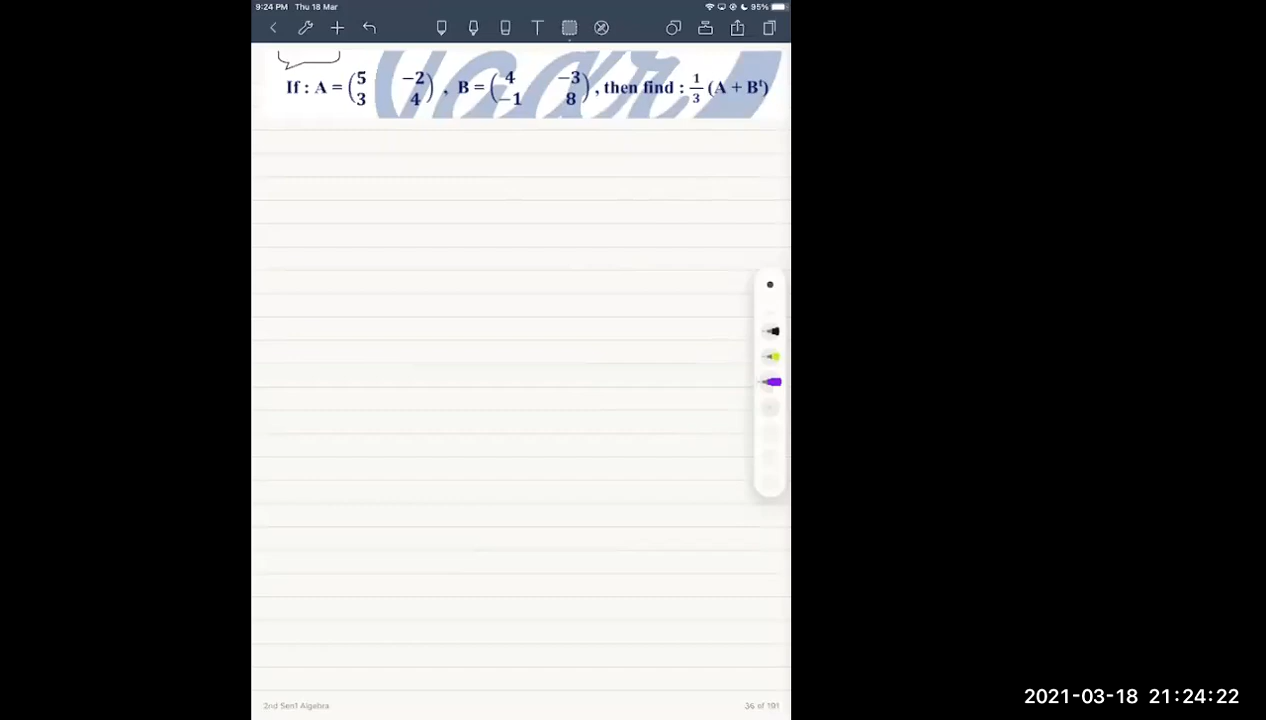 9:24 PM Thu 18 Mar 95%
If : A = (5 −2
3 4) , B = (4 −3
−1 8) , then find : 1/3 (A + Bᵗ)
2nd Sen1 Algebra 36 of 191
2021-03-18 21:24:22